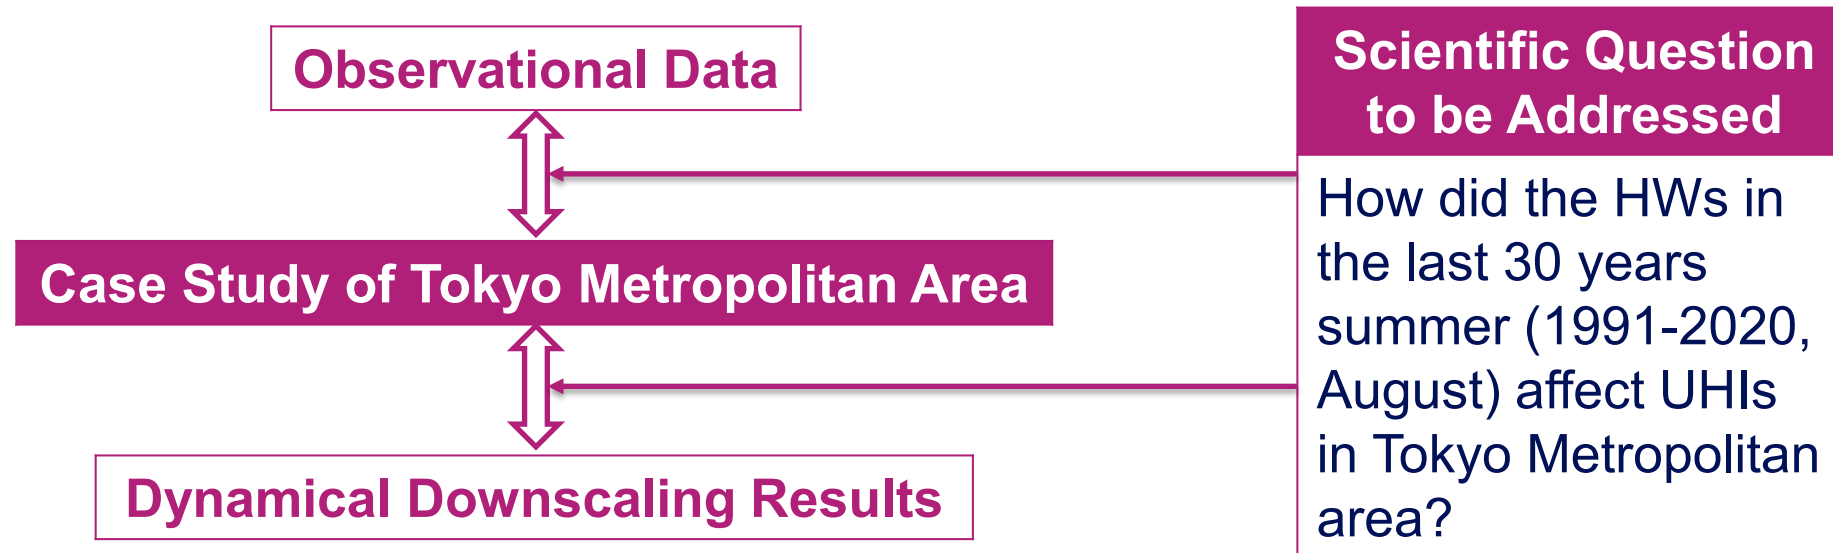 Observational Data
Case Study of Tokyo Metropolitan Area
Dynamical Downscaling Results
Scientific Question
to be Addressed
How did the HWs in
the last 30 years
summer (1991-2020,
August) affect UHIs
in Tokyo Metropolitan
area?